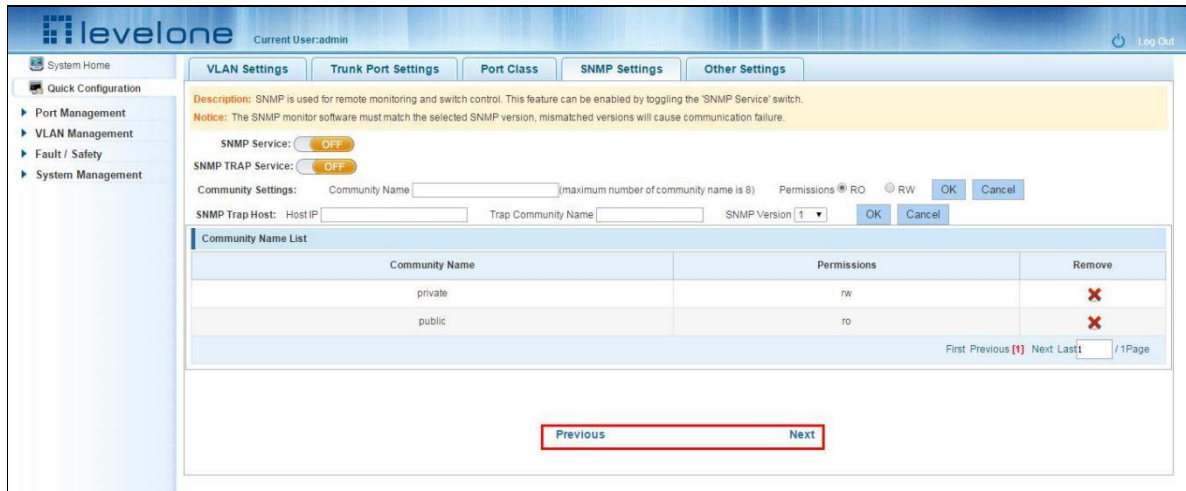 levelone Current User:admin Log Out
System Home
Quick Configuration
Port Management
VLAN Management
Fault / Safety
System Management
VLAN Settings Trunk Port Settings Port Class SNMP Settings Other Settings
Description: SNMP is used for remote monitoring and switch control. This feature can be enabled by toggling the 'SNMP Service' switch.
Notice: The SNMP monitor software must match the selected SNMP version, mismatched versions will cause communication failure.
SNMP Service: OFF
SNMP TRAP Service: OFF
Community Settings: Community Name (maximum number of community name is 8) Permissions RO RW OK Cancel
SNMP Trap Host: Host IP Trap Community Name SNMP Version 1 OK Cancel
Community Name List
Community Name Permissions Remove
private rw
public ro
First Previous [1] Next Last 1 / 1Page
Previous Next